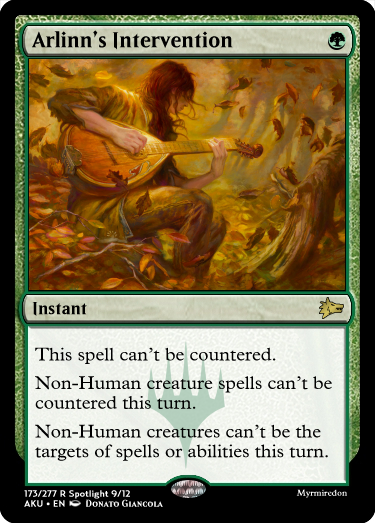 Arlinn's Intervention
Instant
This spell can't be countered.
Non-Human creature spells can't be
countered this turn.
Non-Human creatures can't be the
targets of spells or abilities this turn.
173/277 R Spotlight 9/12
Myrmiredon
AKU • EN Donato Giancola